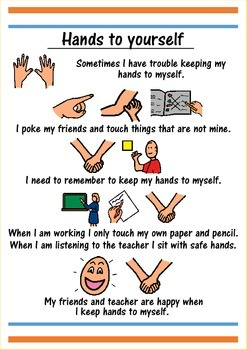 Hands to yourself
Sometimes I have trouble keeping my
hands to myself.
I poke my friends and touch things that are not mine.
I need to remember to keep my hands to myself.
When I am working I only touch my own paper and pencil.
When I am listening to the teacher I sit with safe hands.
My friends and teacher are happy when
I keep hands to myself.